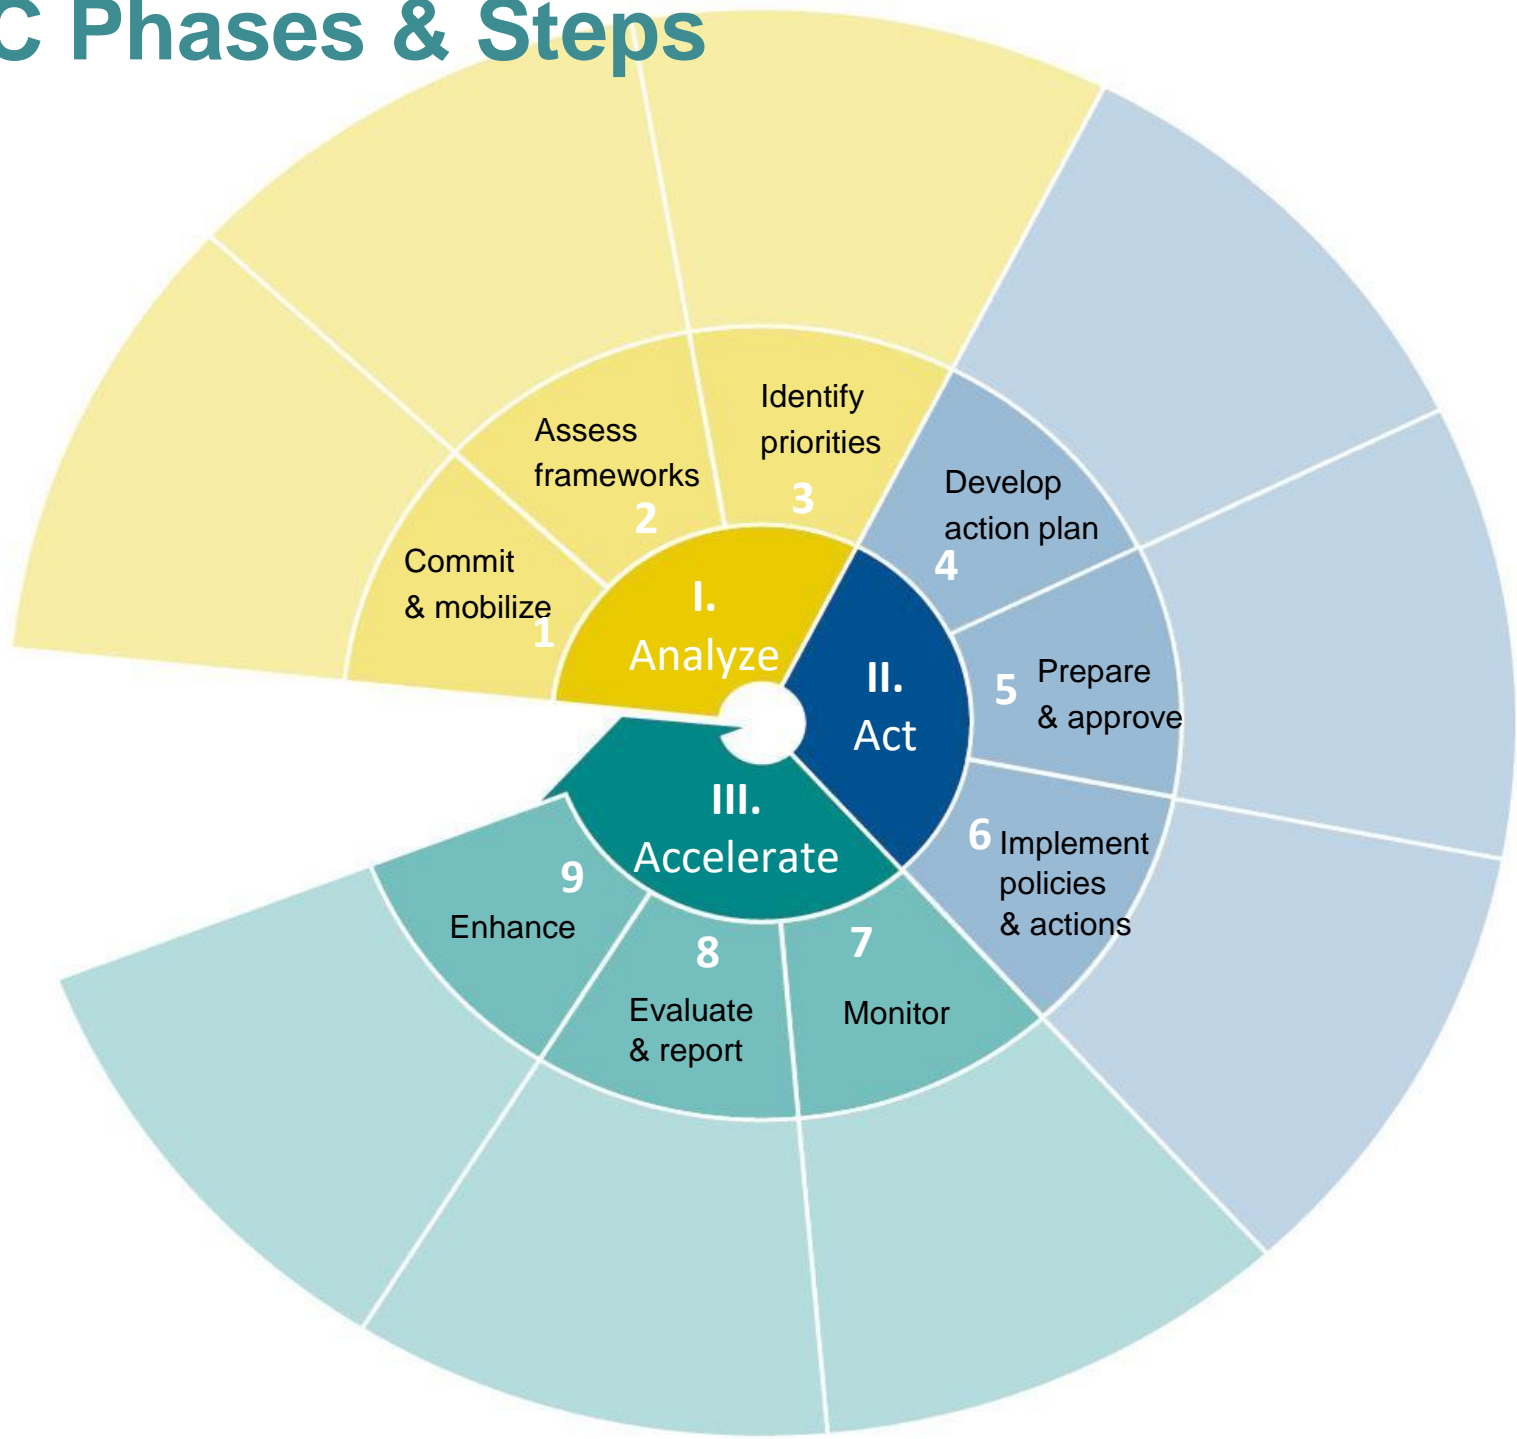 C Phases & Steps
I.
Analyze
1
Commit
& mobilize
2
Assess
frameworks
3
Identify
priorities
II.
Act
4
Develop
action plan
5
Prepare
& approve
6
Implement
policies
& actions
III.
Accelerate
7
Monitor
8
Evaluate
& report
9
Enhance